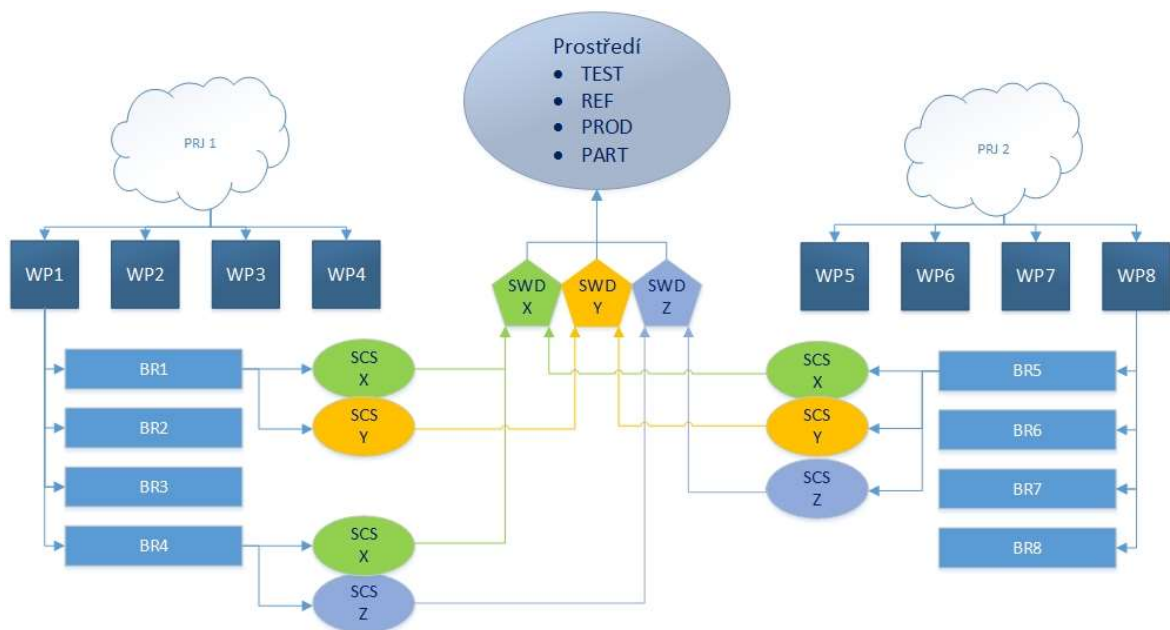 Prostředí
• TEST
• REF
• PROD
• PART
PRJ 1
PRJ 2
WP1
WP2
WP3
WP4
SWD
X
SWD
Y
SWD
Z
WP5
WP6
WP7
WP8
BR1
BR2
BR3
BR4
SCS
X
SCS
Y
SCS
X
SCS
Z
SCS
X
SCS
Y
SCS
Z
BR5
BR6
BR7
BR8